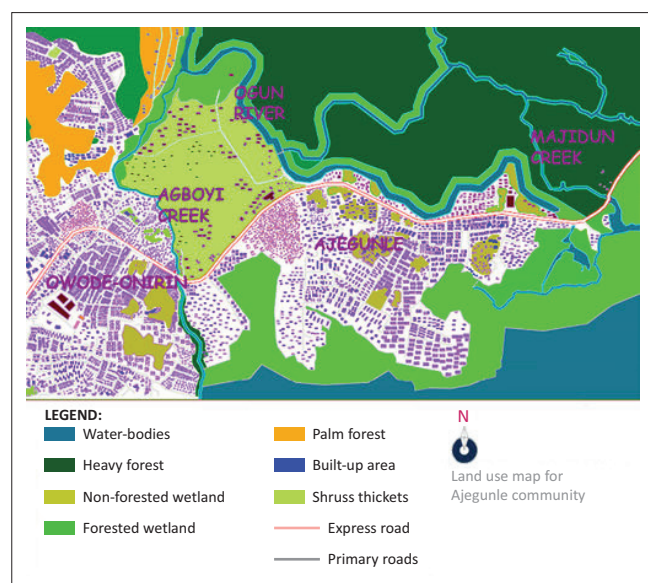 OGUN
RIVER
MAJIDUN
CREEK
AGBOYI
CREEK
AJEGUNLE
OWODE-ONIRIN
LEGEND:
Water-bodies
Heavy forest
Non-forested wetland
Forested wetland
Palm forest
Built-up area
Shruss thickets
Express road
Primary roads
N
Land use map for
Ajegunle community